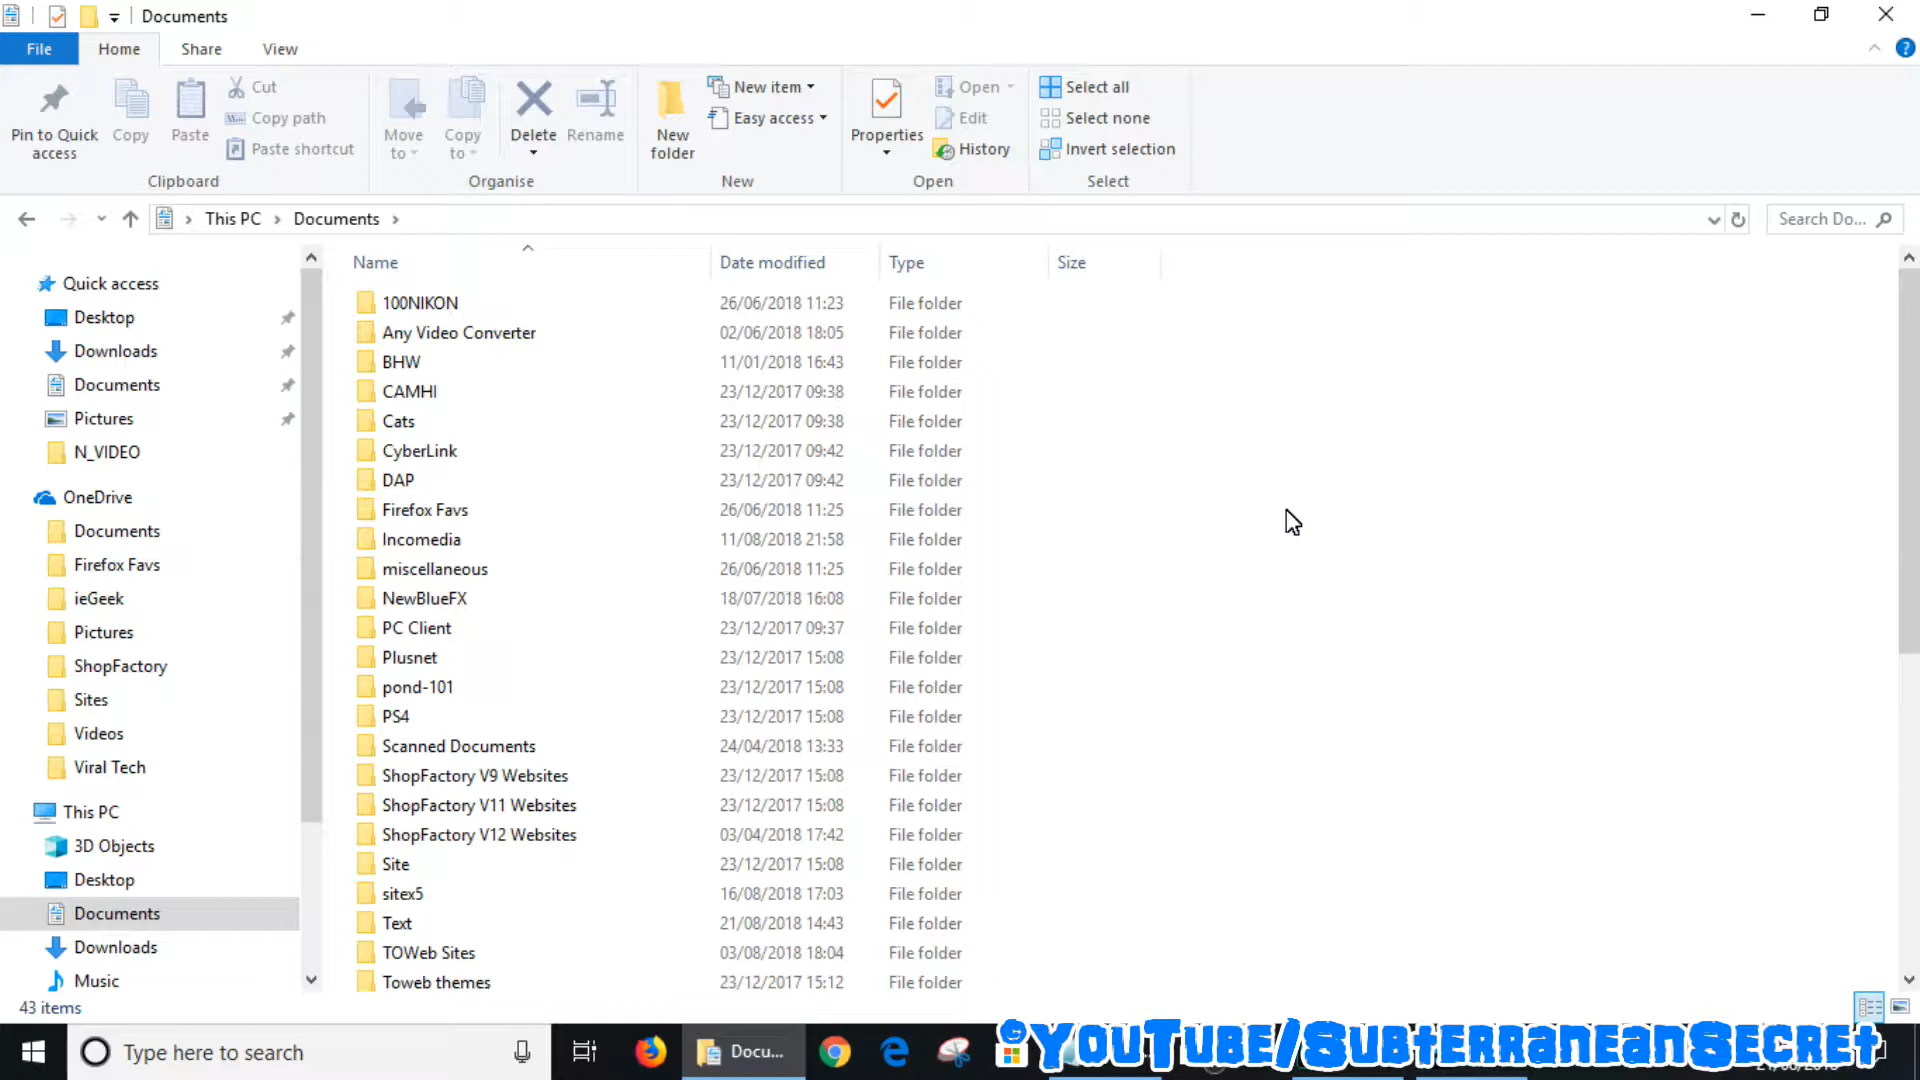 Documents
File Home Share View
Pin to Quick access
Copy
Paste
Cut
Copy path
Paste shortcut
Clipboard
Move to
Copy to
Delete
Rename
Organise
New folder
New item
Easy access
New
Properties
Open
Edit
History
Open
Select all
Select none
Invert selection
Select
This PC > Documents >
Search Do...
Quick access
Desktop
Downloads
Documents
Pictures
N_VIDEO
OneDrive
Documents
Firefox Favs
ieGeek
Pictures
ShopFactory
Sites
Videos
Viral Tech
This PC
3D Objects
Desktop
Documents
Downloads
Music
Name Date modified Type Size
100NIKON 26/06/2018 11:23 File folder
Any Video Converter 02/06/2018 18:05 File folder
BHW 11/01/2018 16:43 File folder
CAMHI 23/12/2017 09:38 File folder
Cats 23/12/2017 09:38 File folder
CyberLink 23/12/2017 09:42 File folder
DAP 23/12/2017 09:42 File folder
Firefox Favs 26/06/2018 11:25 File folder
Incomedia 11/08/2018 21:58 File folder
miscellaneous 26/06/2018 11:25 File folder
NewBlueFX 18/07/2018 16:08 File folder
PC Client 23/12/2017 09:37 File folder
Plusnet 23/12/2017 15:08 File folder
pond-101 23/12/2017 15:08 File folder
PS4 23/12/2017 15:08 File folder
Scanned Documents 24/04/2018 13:33 File folder
ShopFactory V9 Websites 23/12/2017 15:08 File folder
ShopFactory V11 Websites 23/12/2017 15:08 File folder
ShopFactory V12 Websites 03/04/2018 17:42 File folder
Site 23/12/2017 15:08 File folder
sitex5 16/08/2018 17:03 File folder
Text 21/08/2018 14:43 File folder
TOWeb Sites 03/08/2018 18:04 File folder
Toweb themes 23/12/2017 15:12 File folder
43 items
Type here to search
Docu...
©YouTube/SubterraneanSecret